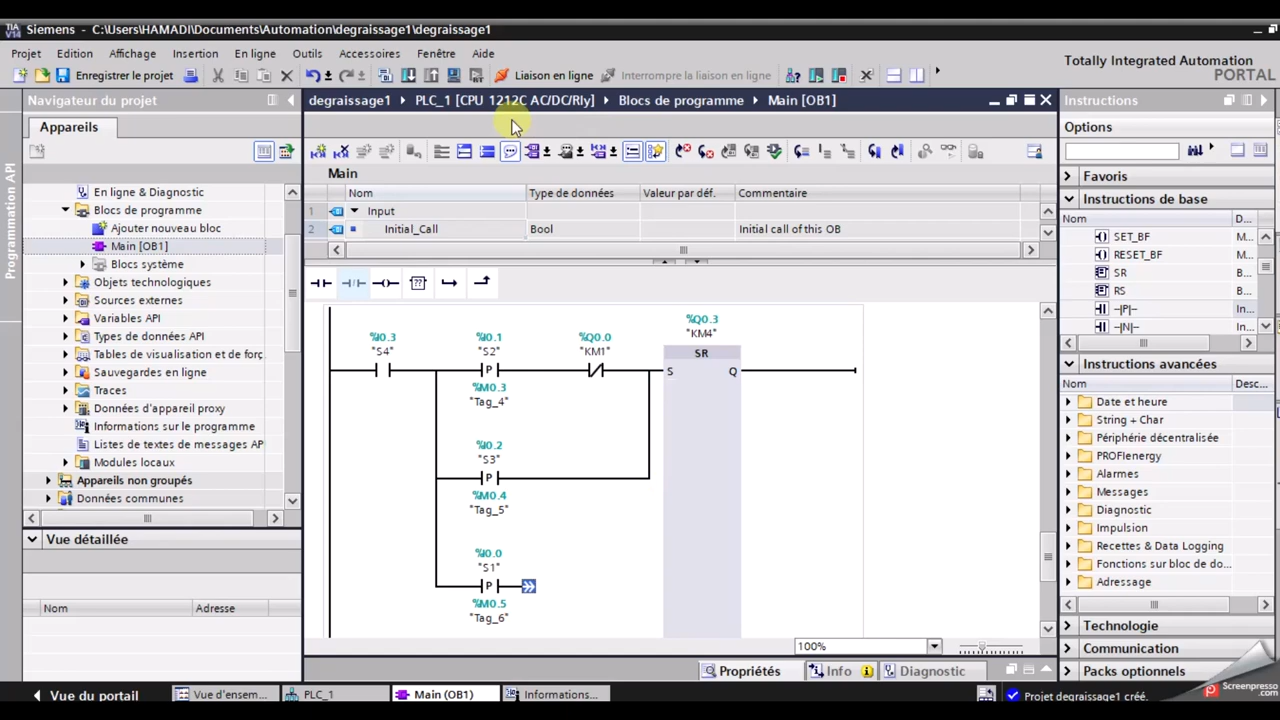 TIA V14 Siemens - C:\Users\HAMADI\Documents\Automation\degraissage1\degraissage1
Projet Edition Affichage Insertion En ligne Outils Accessoires Fenêtre Aide
Enregistrer le projet Liaison en ligne Interrompre la liaison en ligne
Totally Integrated Automation
PORTAL
Navigateur du projet
degraissage1 PLC_1 [CPU 1212C AC/DC/Rly] Blocs de programme Main [OB1]
Instructions
Appareils
Options
Programmation API
En ligne & Diagnostic
Blocs de programme
Ajouter nouveau bloc
Main [OB1]
Blocs système
Objets technologiques
Sources externes
Variables API
Types de données API
Tables de visualisation et de forç
Sauvegardes en ligne
Traces
Données d'appareil proxy
Informations sur le programme
Listes de textes de messages AP
Modules locaux
Appareils non groupés
Données communes
Vue détaillée
Nom Adresse
Main
Nom Type de données Valeur par déf. Commentaire
1 Input
2 Initial_Call Bool Initial call of this OB
??
%Q0.3
"KM4"
%I0.3 %I0.1 %Q0.0
"S4" "S2" "KM1" SR
P S Q
%M0.3
"Tag_4"
%I0.2
"S3"
P
%M0.4
"Tag_5"
%I0.0
"S1"
P
%M0.5
"Tag_6"
100%
Propriétés Info Diagnostic
Favoris
Instructions de base
Nom D...
SET_BF M...
RESET_BF M...
SR B...
RS B...
-|P|- In...
-|N|- In...
Instructions avancées
Nom Desc...
Date et heure
String + Char
Périphérie décentralisée
PROFIenergy
Alarmes
Messages
Diagnostic
Impulsion
Recettes & Data Logging
Fonctions sur bloc de do...
Adressage
Technologie
Communication
Packs optionnels
Vue du portail Vue d'ensem... PLC_1 Main (OB1) Informations... Projet degraissage1 créé.
Screenpresso
.com